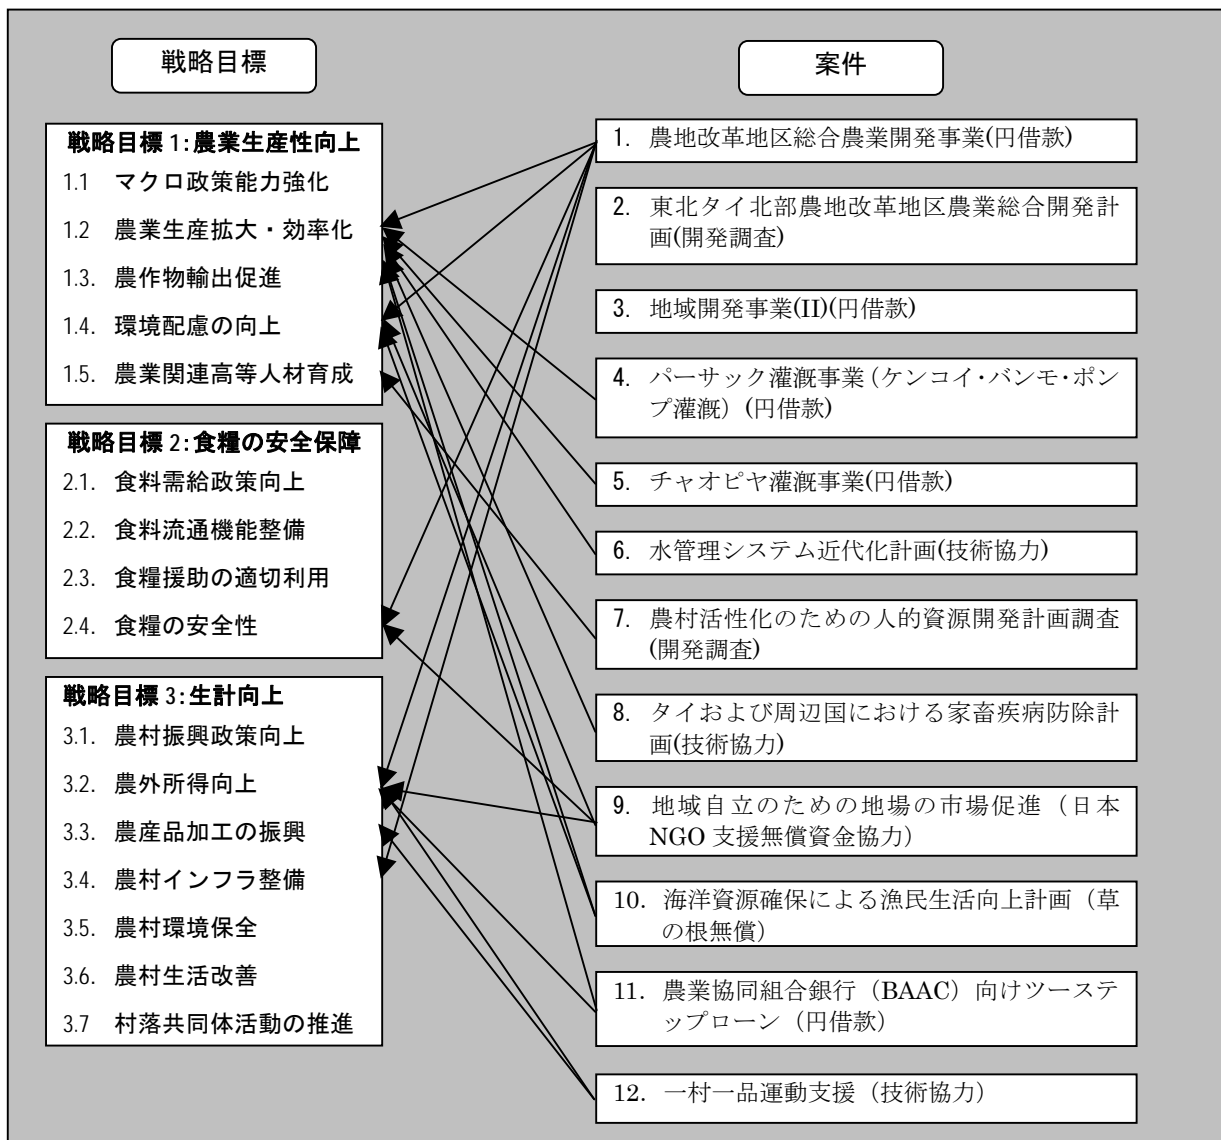 戦略目標
戦略目標 1:農業生産性向上
1.1 マクロ政策能力強化
1.2 農業生産拡大・効率化
1.3. 農作物輸出促進
1.4. 環境配慮の向上
1.5. 農業関連高等人材育成
戦略目標 2:食糧の安全保障
2.1. 食料需給政策向上
2.2. 食料流通機能整備
2.3. 食糧援助の適切利用
2.4. 食糧の安全性
戦略目標 3:生計向上
3.1. 農村振興政策向上
3.2. 農外所得向上
3.3. 農産品加工の振興
3.4. 農村インフラ整備
3.5. 農村環境保全
3.6. 農村生活改善
3.7 村落共同体活動の推進
案件
1. 農地改革地区総合農業開発事業(円借款)
2. 東北タイ北部農地改革地区農業総合開発計
画(開発調査)
3. 地域開発事業(II)(円借款)
4. パーサック灌漑事業(ケンコイ・バンモ・ポン
プ灌漑)(円借款)
5. チャオピヤ灌漑事業(円借款)
6. 水管理システム近代化計画(技術協力)
7. 農村活性化のための人的資源開発計画調査
(開発調査)
8. タイおよび周辺国における家畜疾病防除計
画(技術協力)
9. 地域自立のための地場の市場促進(日本
NGO 支援無償資金協力)
10. 海洋資源確保による漁民生活向上計画(草
の根無償)
11. 農業協同組合銀行(BAAC)向けツーステ
ップローン(円借款)
12. 一村一品運動支援(技術協力)